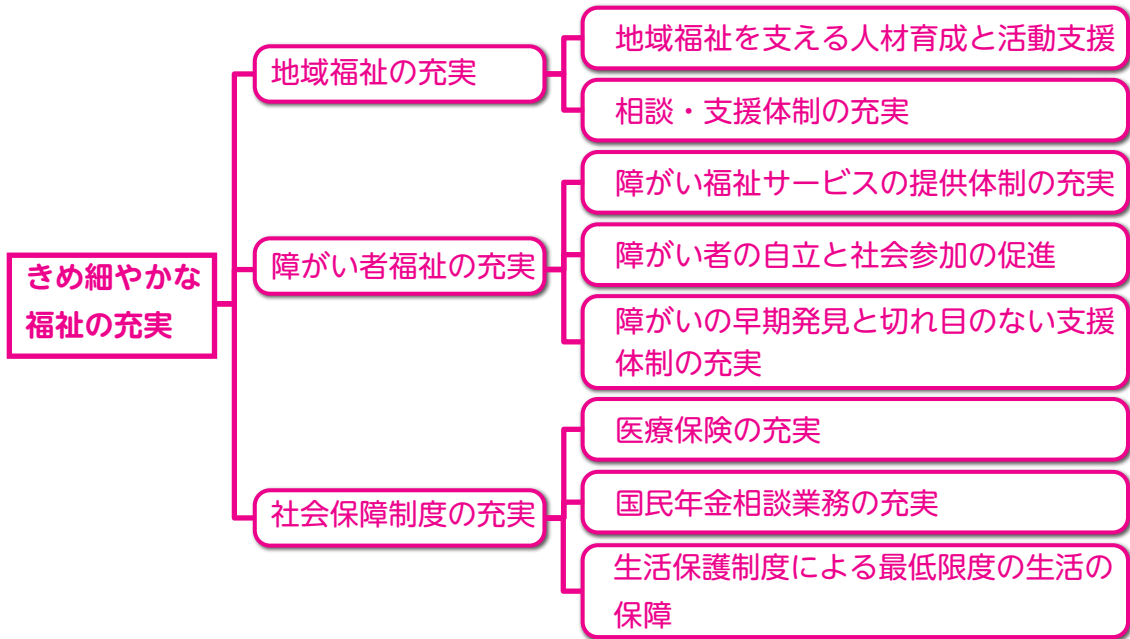 きめ細やかな
福祉の充実
地域福祉の充実
地域福祉を支える人材育成と活動支援
相談・支援体制の充実
障がい者福祉の充実
障がい福祉サービスの提供体制の充実
障がい者の自立と社会参加の促進
障がいの早期発見と切れ目のない支援
体制の充実
社会保障制度の充実
医療保険の充実
国民年金相談業務の充実
生活保護制度による最低限度の生活の
保障